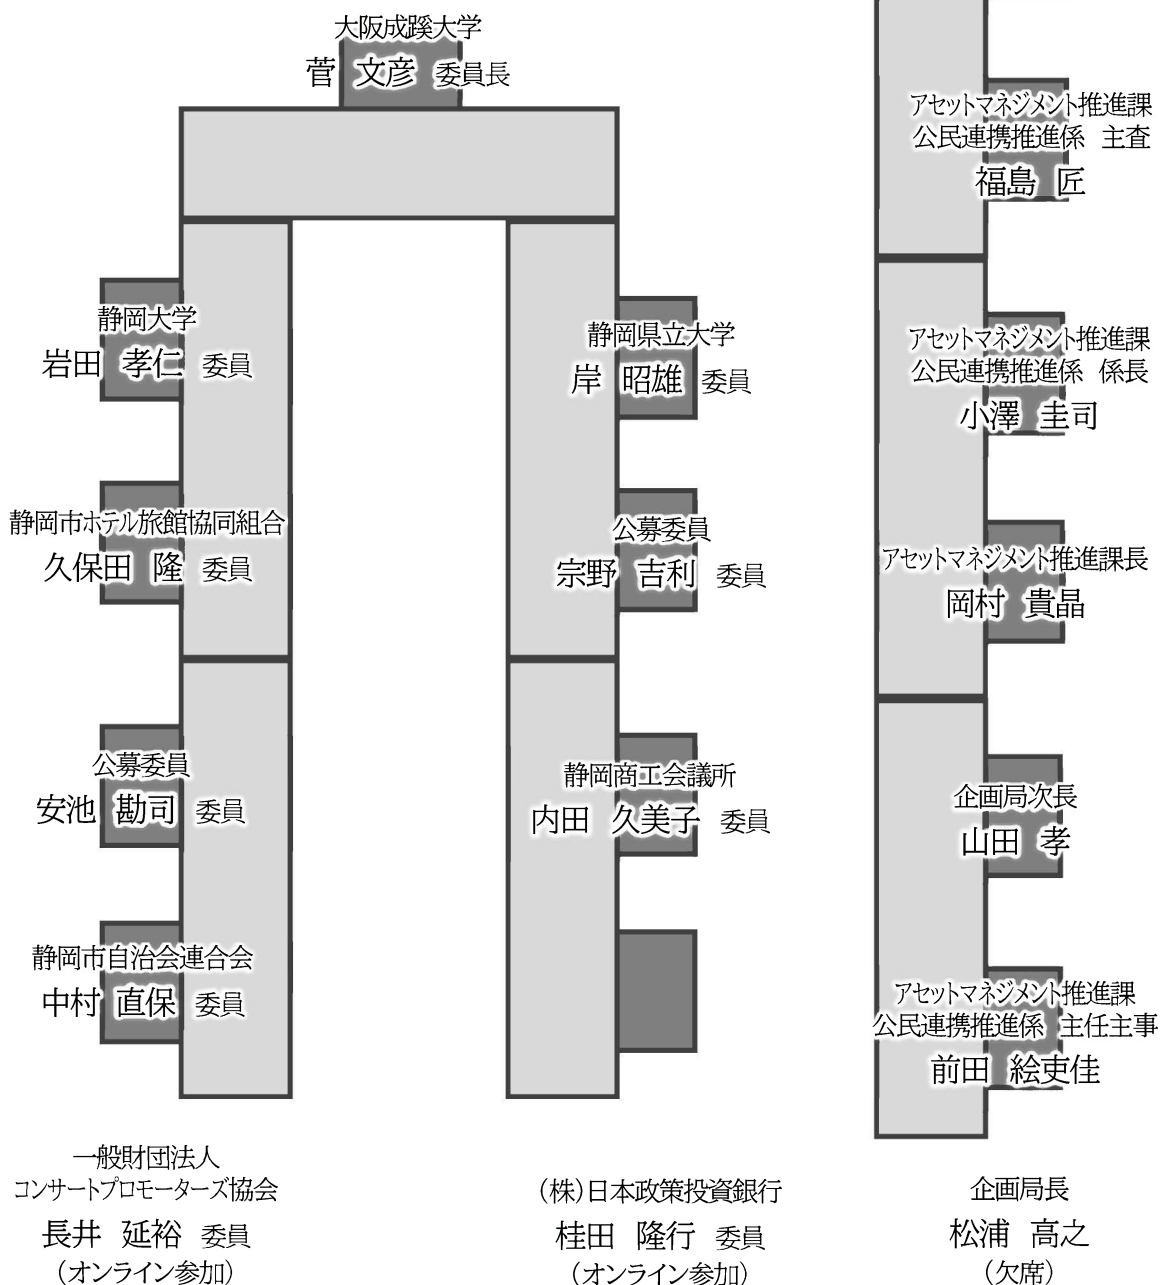 大阪成蹊大学
菅 文彦 委員長
静岡大学
岩田 孝仁 委員
静岡市ホテル旅館協同組合
久保田 隆 委員
公募委員
安池 勘司 委員
静岡市自治会連合会
中村 直保 委員
一般財団法人
コンサートプロモーターズ協会
長井 延裕 委員
（オンライン参加）
静岡県立大学
岸 昭雄 委員
公募委員
宗野 吉利 委員
静岡商工会議所
内田 久美子 委員
（株）日本政策投資銀行
桂田 隆行 委員
（オンライン参加）
アセットマネジメント推進課
公民連携推進係 主査
福島 匠
アセットマネジメント推進課
公民連携推進係 係長
小澤 圭司
アセットマネジメント推進課長
岡村 貴晶
企画局次長
山田 孝
アセットマネジメント推進課
公民連携推進係 主任主事
前田 絵吏佳
企画局長
松浦 高之
（欠席）